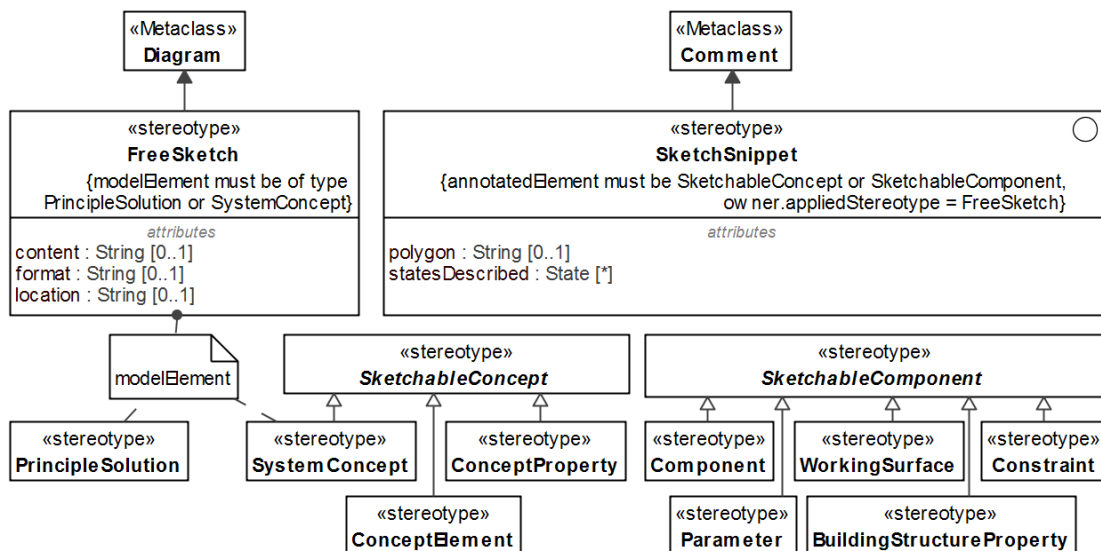 «Metaclass»
Diagram
«Metaclass»
Comment
«stereotype»
FreeSketch
{modelElement must be of type
PrincipleSolution or SystemConcept}
attributes
content : String [0..1]
format : String [0..1]
location : String [0..1]
«stereotype»
SketchSnippet
{annotatedElement must be SketchableConcept or SketchableComponent,
owner.appliedStereotype = FreeSketch}
attributes
polygon : String [0..1]
statesDescribed : State [*]
modelElement
«stereotype»
SketchableConcept
«stereotype»
SketchableComponent
«stereotype»
PrincipleSolution
«stereotype»
SystemConcept
«stereotype»
ConceptProperty
«stereotype»
Component
«stereotype»
WorkingSurface
«stereotype»
Constraint
«stereotype»
ConceptElement
«stereotype»
Parameter
«stereotype»
BuildingStructureProperty